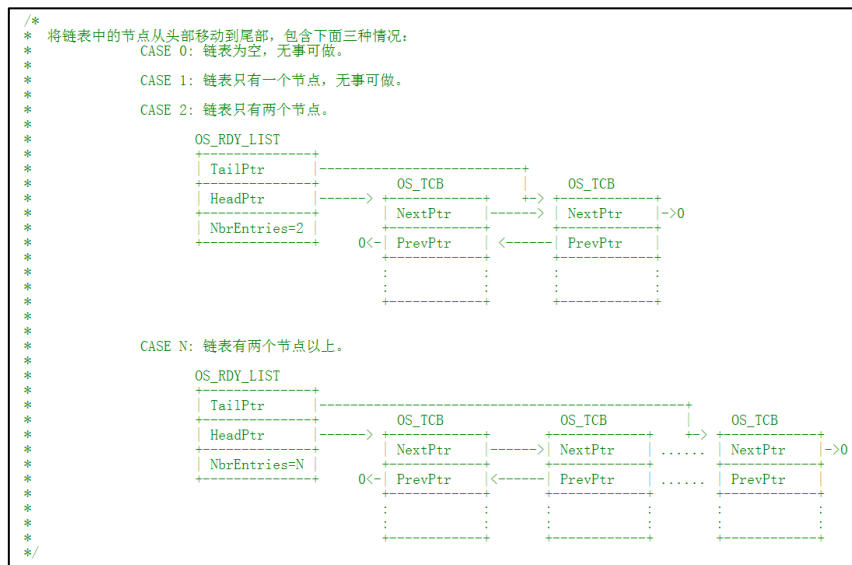 /*
*  将链表中的节点从头部移动到尾部，包含下面三种情况：
*              CASE 0: 链表为空，无事可做。
*
*              CASE 1: 链表只有一个节点，无事可做。
*
*              CASE 2: 链表只有两个节点。
*
*                      OS_RDY_LIST
*                      +--------------+
*                      | TailPtr      |--------------------------+
*                      +--------------+          OS_TCB          |     OS_TCB
*                      | HeadPtr      |------> +------------+    +-> +------------+
*                      +--------------+        | NextPtr    |------> | NextPtr    |->0
*                      | NbrEntries=2 |        +------------+        +------------+
*                      +--------------+     0<-| PrevPtr    | <------| PrevPtr    |
*                                              +------------+        +------------+
*                                              :            :        :            :
*                                              :            :        :            :
*                                              +------------+        +------------+
*
*
*              CASE N: 链表有两个节点以上。
*
*                      OS_RDY_LIST
*                      +--------------+
*                      | TailPtr      |----------------------------------------------+
*                      +--------------+          OS_TCB              OS_TCB          |     OS_TCB
*                      | HeadPtr      |------> +------------+       +------------+    +-> +------------+
*                      +--------------+        | NextPtr    |------>| NextPtr    | ...... | NextPtr    |->0
*                      | NbrEntries=N |        +------------+       +------------+        +------------+
*                      +--------------+     0<-| PrevPtr    |<------| PrevPtr    | ...... | PrevPtr    |
*                                              +------------+       +------------+        +------------+
*                                              :            :       :            :        :            :
*                                              :            :       :            :        :            :
*                                              +------------+       +------------+        +------------+
*/